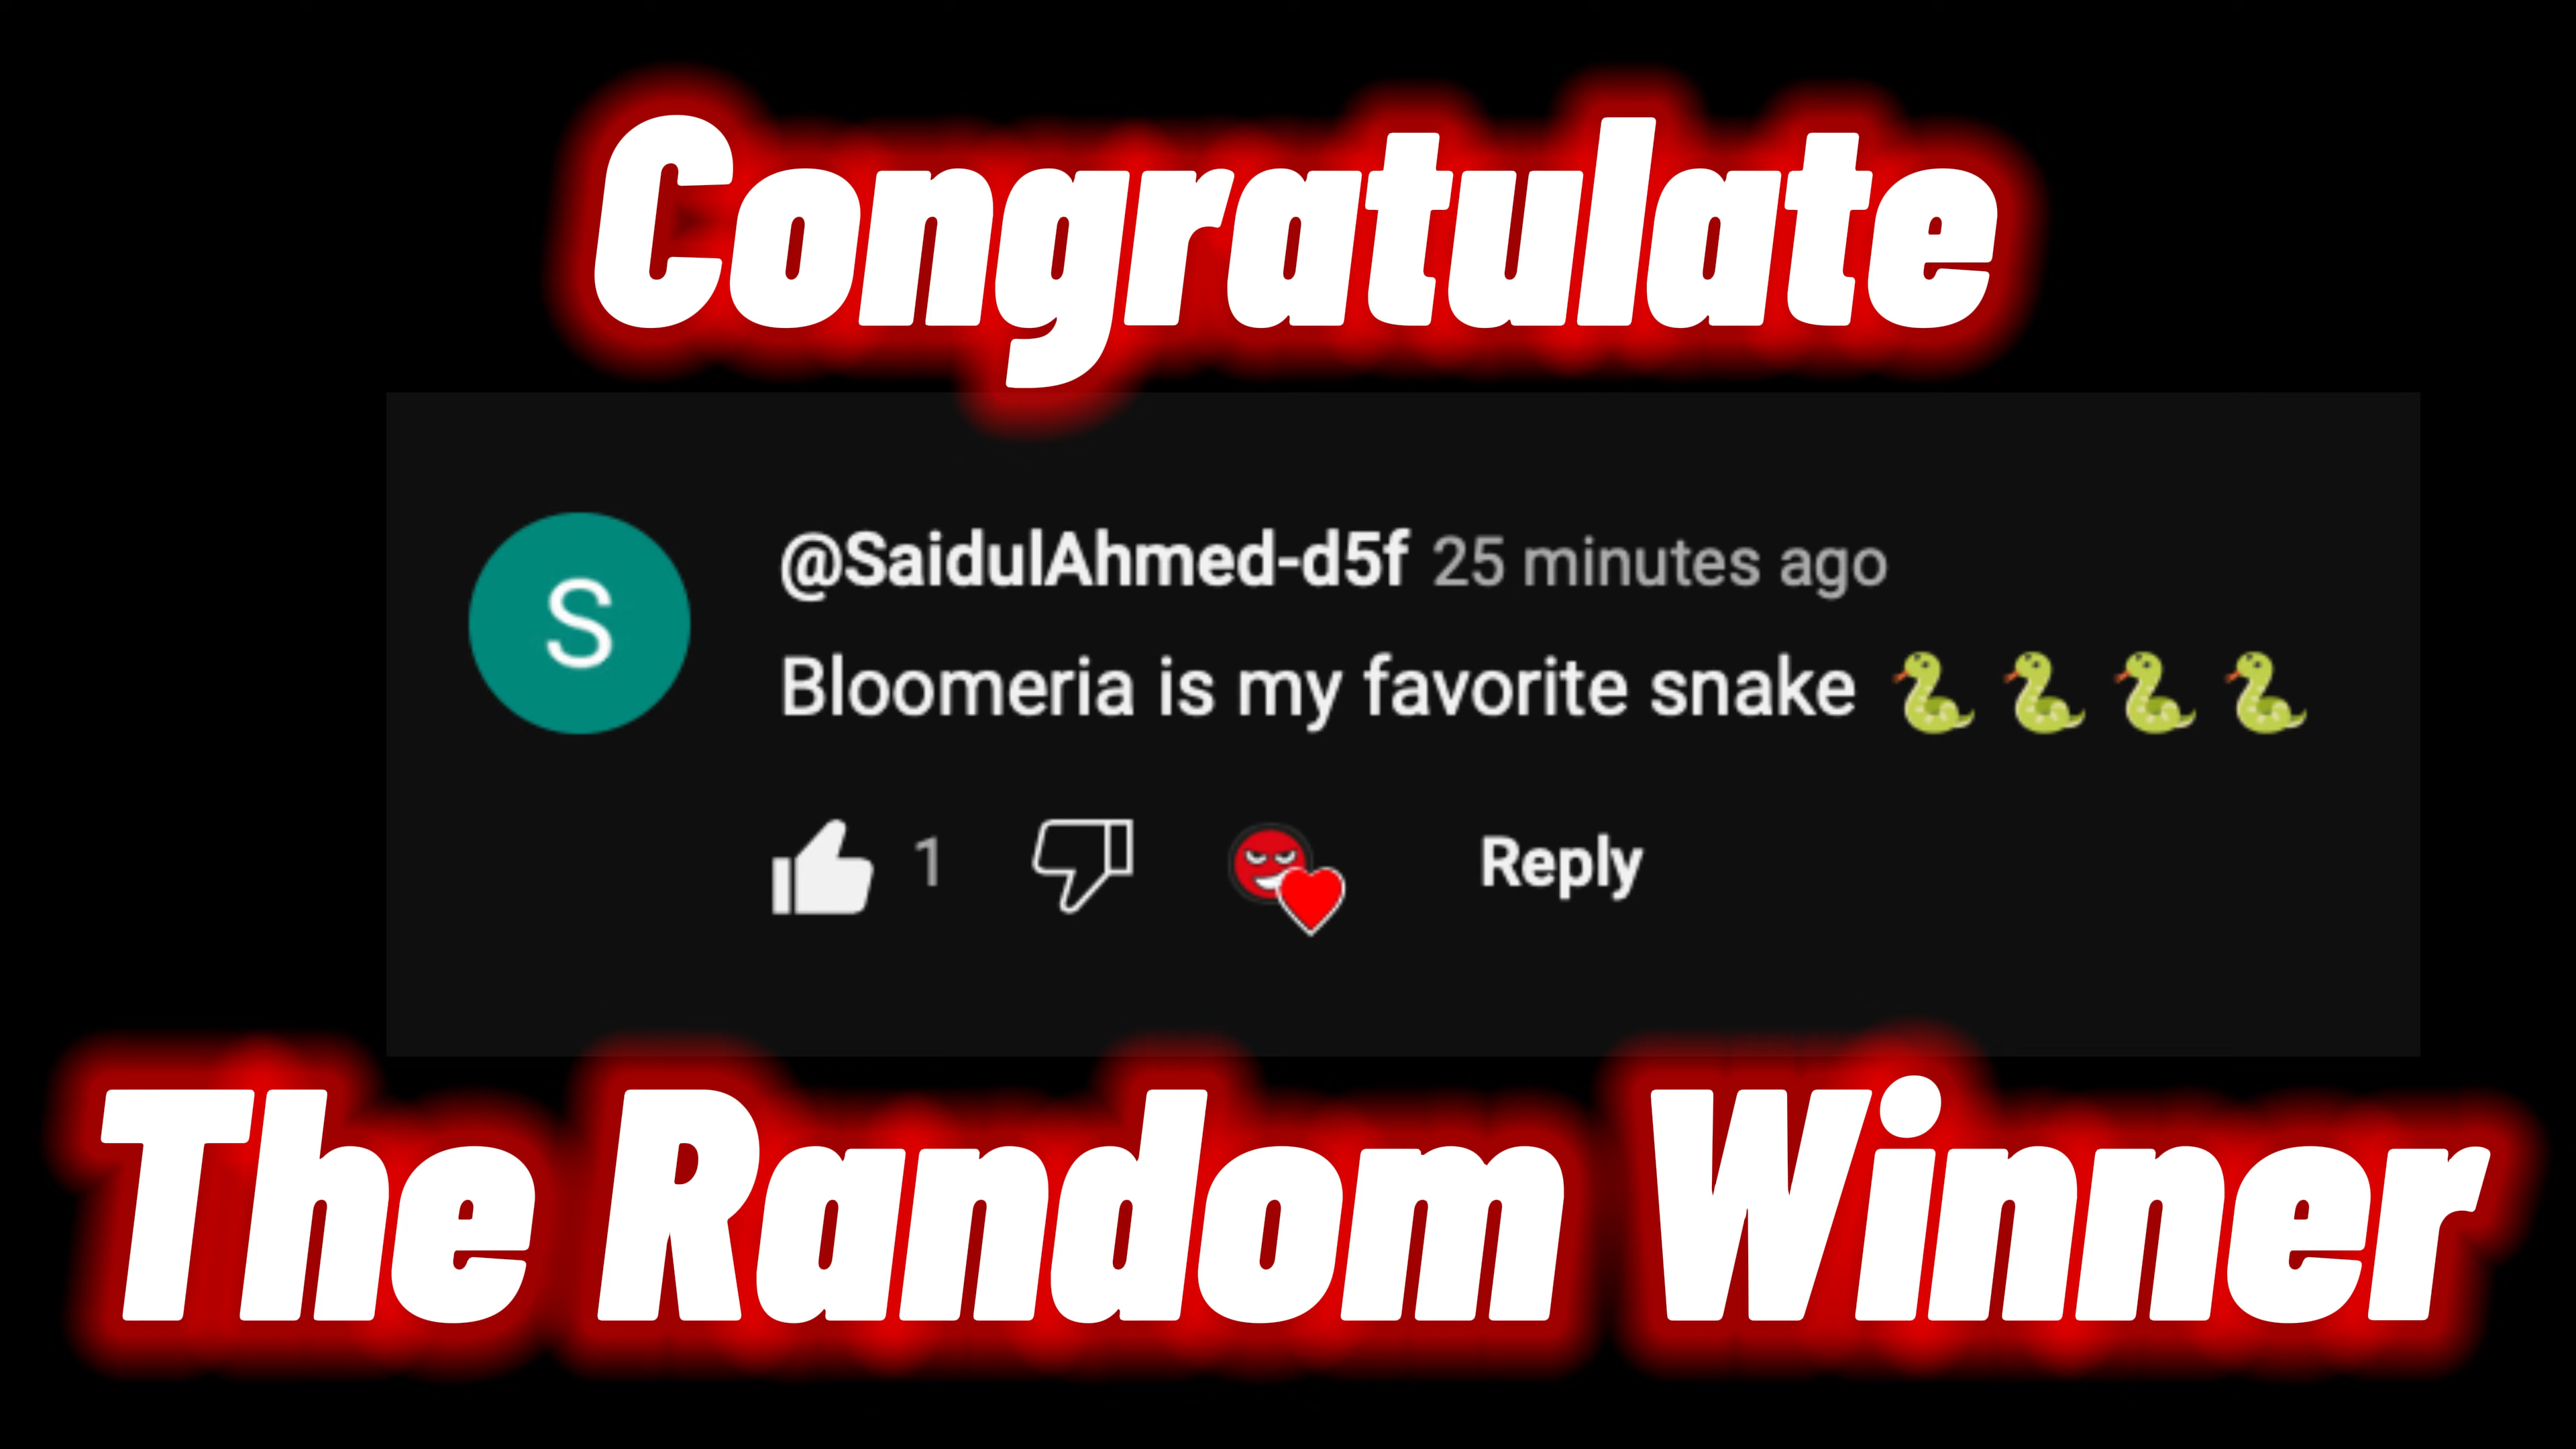 Congratulate
S
@SaidulAhmed-d5f 25 minutes ago
Bloomeria is my favorite snake 🐍 🐍 🐍 🐍
1 Reply
The Random Winner